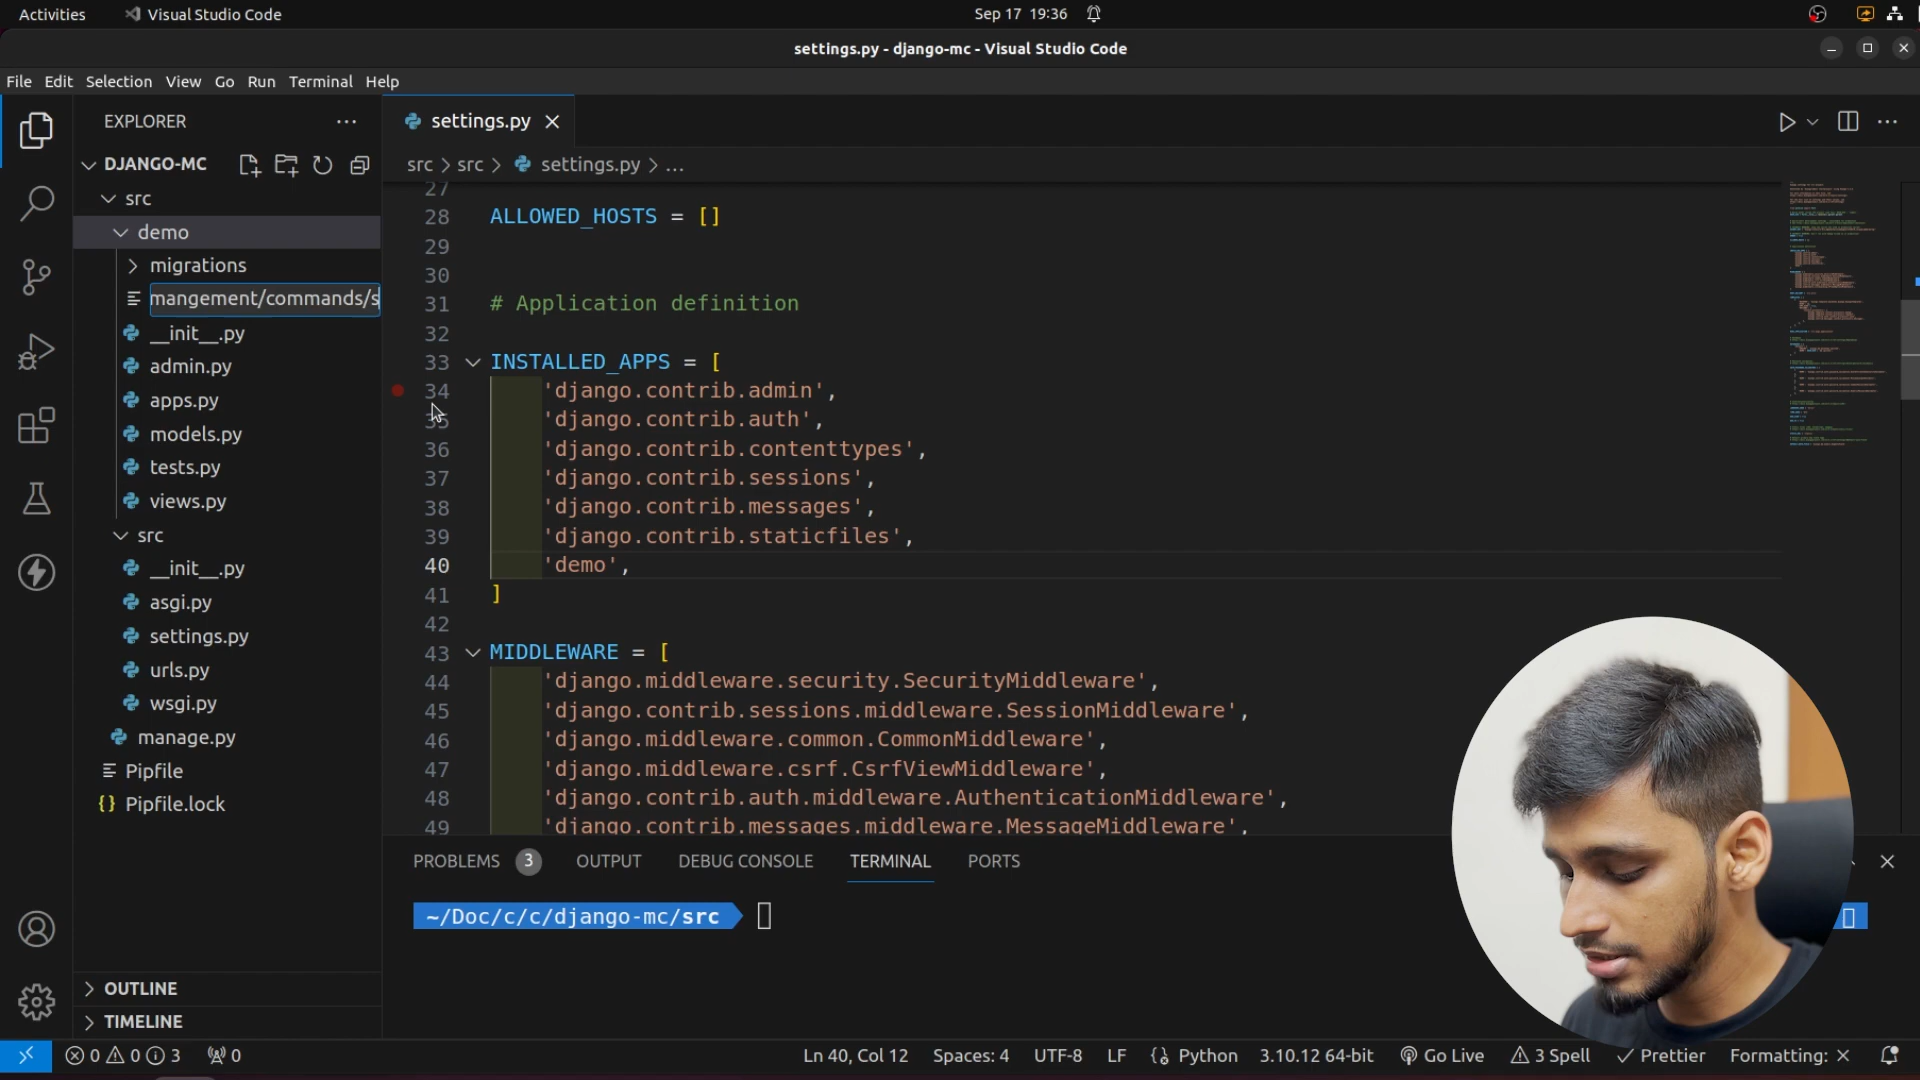 Activities
Visual Studio Code
Sep 17 19:36
settings.py - django-mc - Visual Studio Code
File Edit Selection View Go Run Terminal Help
EXPLORER
settings.py
DJANGO-MC
src > src > settings.py > ...
src
demo
migrations
mangement/commands/s
__init__.py
admin.py
apps.py
models.py
tests.py
views.py
src
__init__.py
asgi.py
settings.py
urls.py
wsgi.py
manage.py
Pipfile
{} Pipfile.lock
OUTLINE
TIMELINE
27
28 ALLOWED_HOSTS = []
29
30
31 # Application definition
32
33 INSTALLED_APPS = [
34 'django.contrib.admin',
35 'django.contrib.auth',
36 'django.contrib.contenttypes',
37 'django.contrib.sessions',
38 'django.contrib.messages',
39 'django.contrib.staticfiles',
40 'demo',
41 ]
42
43 MIDDLEWARE = [
44 'django.middleware.security.SecurityMiddleware',
45 'django.contrib.sessions.middleware.SessionMiddleware',
46 'django.middleware.common.CommonMiddleware',
47 'django.middleware.csrf.CsrfViewMiddleware',
48 'django.contrib.auth.middleware.AuthenticationMiddleware',
49 'django.contrib.messages.middleware.MessageMiddleware',
PROBLEMS 3 OUTPUT DEBUG CONSOLE TERMINAL PORTS
~/Doc/c/c/django-mc/src
0 0 3 0
Ln 40, Col 12 Spaces: 4 UTF-8 LF {} Python 3.10.12 64-bit Go Live 3 Spell Prettier Formatting: ×